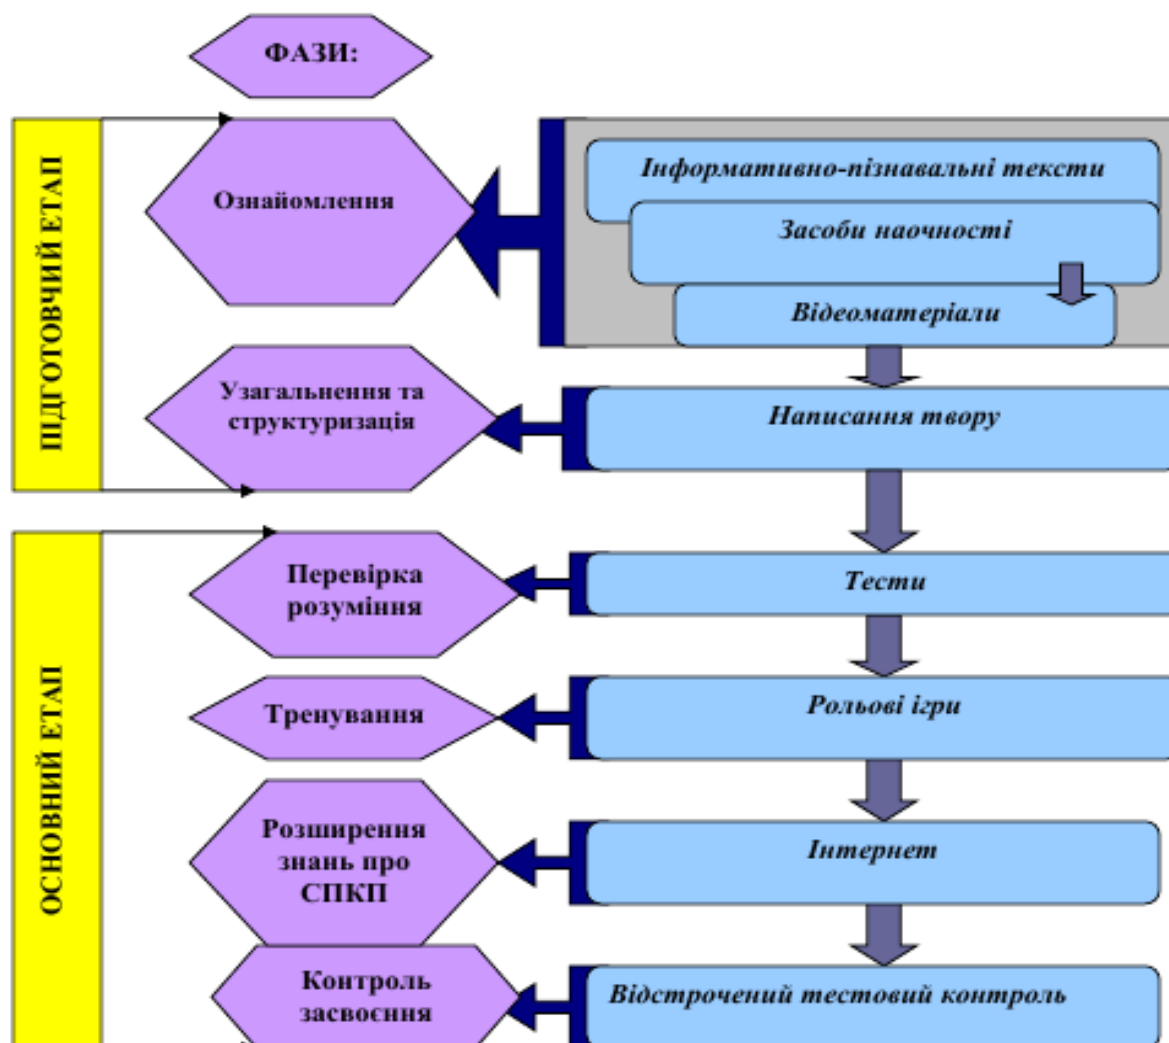 ФАЗИ:
ПІДГОТОВЧИЙ ЕТАП
Ознайомлення
Інформативно-пізнавальні тексти
Засоби наочності
Відеоматеріали
Узагальнення та
структуризація
Написання твору
ОСНОВНИЙ ЕТАП
Перевірка
розуміння
Тести
Тренування
Рольові ігри
Розширення
знань про
СПКП
Інтернет
Контроль
засвоєння
Відстрочений тестовий контроль